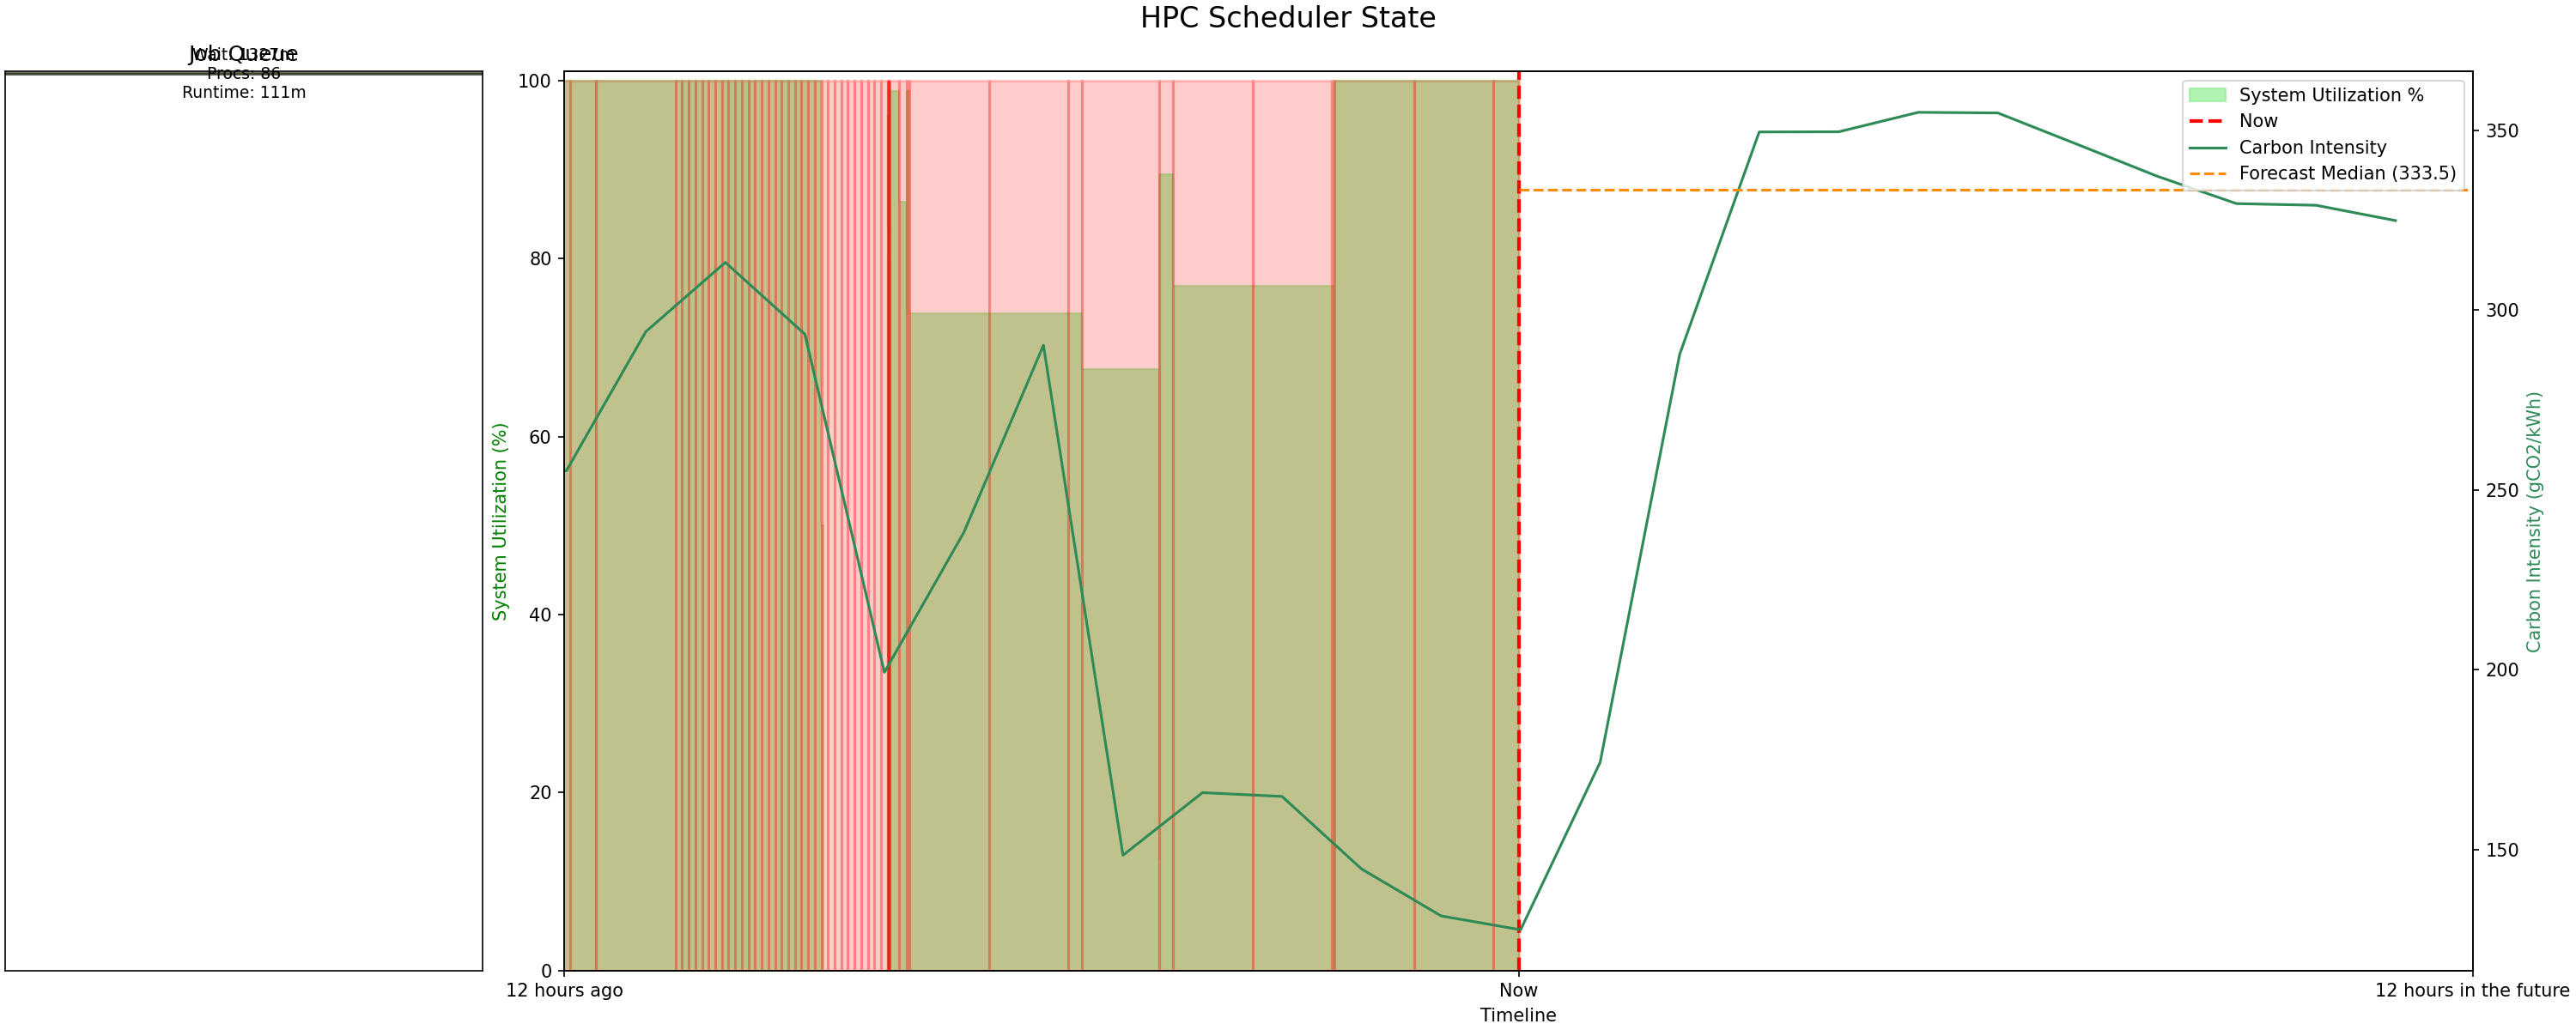 HPC Scheduler State
Job Queue
Wait: 1327m
Procs: 86
Runtime: 111m
System Utilization (%)
100
80
60
40
20
0
System Utilization %
Now
Carbon Intensity
Forecast Median (333.5)
350
300
250
200
150
Carbon Intensity (gCO2/kWh)
12 hours ago
Now
12 hours in the future
Timeline